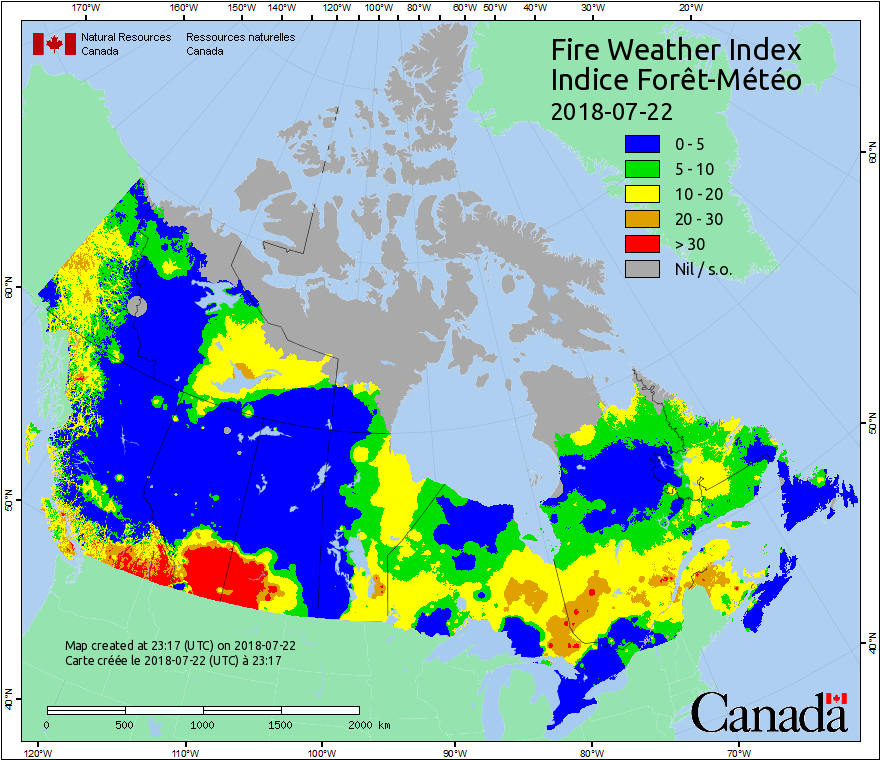 170°W 160°W 150°W 140°W 130°W 120°W 110°W 100°W 90°W 80°W 70°W 60°W 50°W 40°W 30°W 20°W
Natural Resources Ressources naturelles
Canada Canada
Fire Weather Index
Indice Forêt-Météo
2018-07-22
0 - 5
5 - 10
10 - 20
20 - 30
> 30
Nil / s.o.
60°N
60°N
50°N
50°N
40°N
40°N
Map created at 23:17 (UTC) on 2018-07-22
Carte créée le 2018-07-22 (UTC) à 23:17
0 500 1000 1500 2000 km
Canada
120°W 110°W 100°W 90°W 80°W 70°W